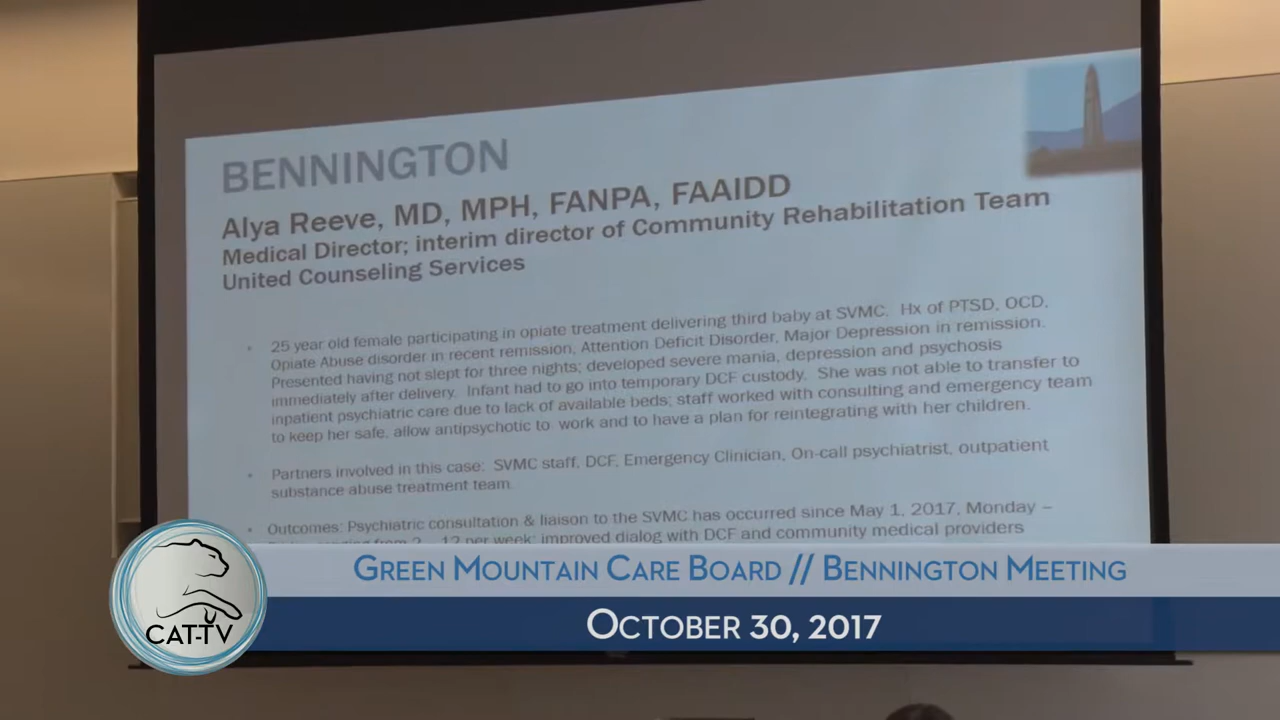 BENNINGTON
Alya Reeve, MD, MPH, FANPA, FAAIDD
Medical Director; interim director of Community Rehabilitation Team
United Counseling Services
• 25 year old female participating in opiate treatment delivering third baby at SVMC. Hx of PTSD, OCD,
Opiate Abuse disorder in recent remission, Attention Deficit Disorder, Major Depression in remission.
Presented having not slept for three nights; developed severe mania, depression and psychosis
immediately after delivery. Infant had to go into temporary DCF custody. She was not able to transfer to
inpatient psychiatric care due to lack of available beds; staff worked with consulting and emergency team
to keep her safe, allow antipsychotic to work and to have a plan for reintegrating with her children.
• Partners involved in this case: SVMC staff, DCF, Emergency Clinician, On-call psychiatrist, outpatient
substance abuse treatment team.
• Outcomes: Psychiatric consultation & liaison to the SVMC has occurred since May 1, 2017, Monday –
from 2 – 12 per week; improved dialog with DCF and community medical providers
GREEN MOUNTAIN CARE BOARD // BENNINGTON MEETING
OCTOBER 30, 2017
CAT-TV